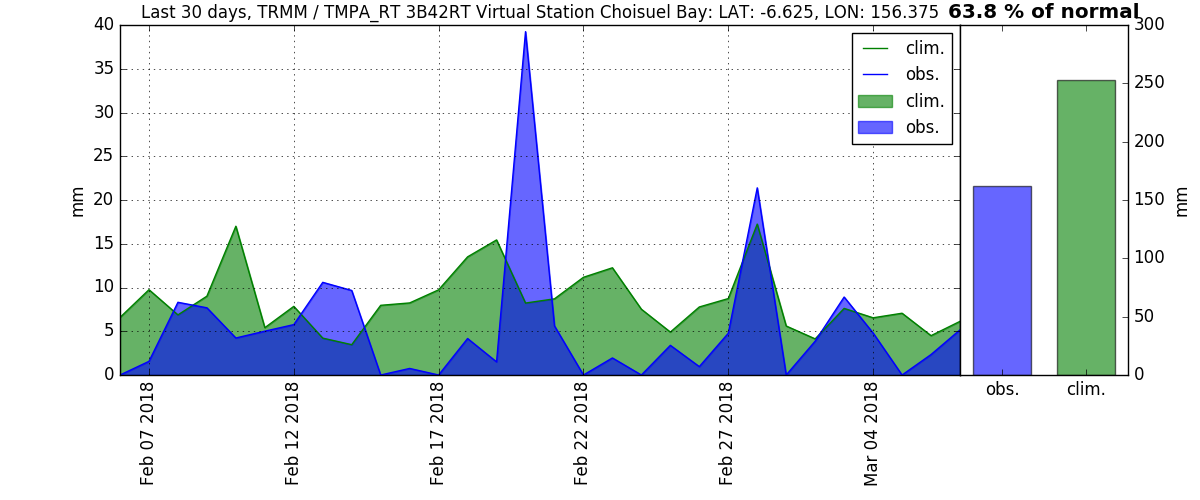 Last 30 days, TRMM / TMPA_RT 3B42RT Virtual Station Choisuel Bay: LAT: -6.625, LON: 156.375 63.8 % of normal
40
35
30
25
20
15
10
5
0
mm
clim.
obs.
clim.
obs.
Feb 07 2018
Feb 12 2018
Feb 17 2018
Feb 22 2018
Feb 27 2018
Mar 04 2018
300
250
200
150
100
50
0
mm
obs.
clim.